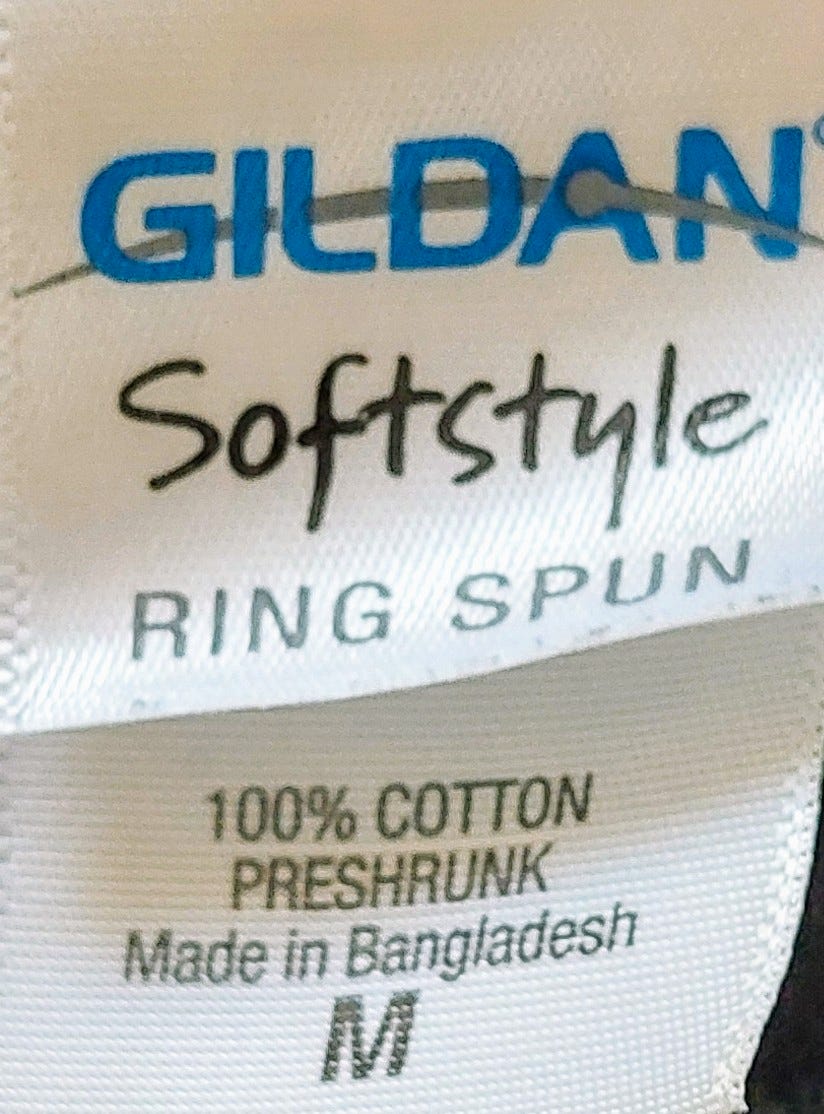 GILDAN®
Softstyle
RING SPUN
100% COTTON
PRESHRUNK
Made in Bangladesh
M